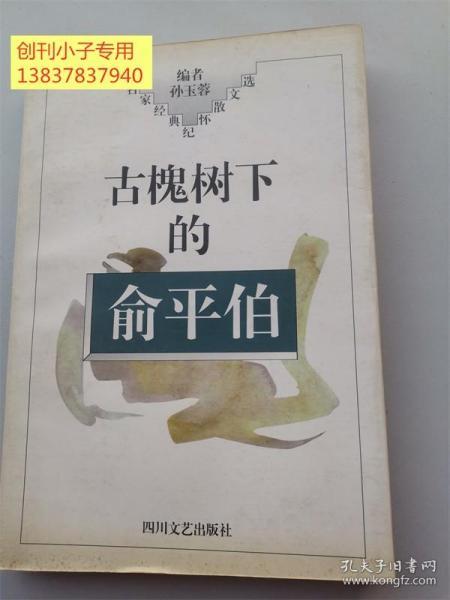 创刊小子专用
13837837940
编者
孙玉蓉
名家经典纪怀散文选
古槐树下
的
俞平伯
四川文艺出版社
孔夫子旧书网
www.kongfz.com